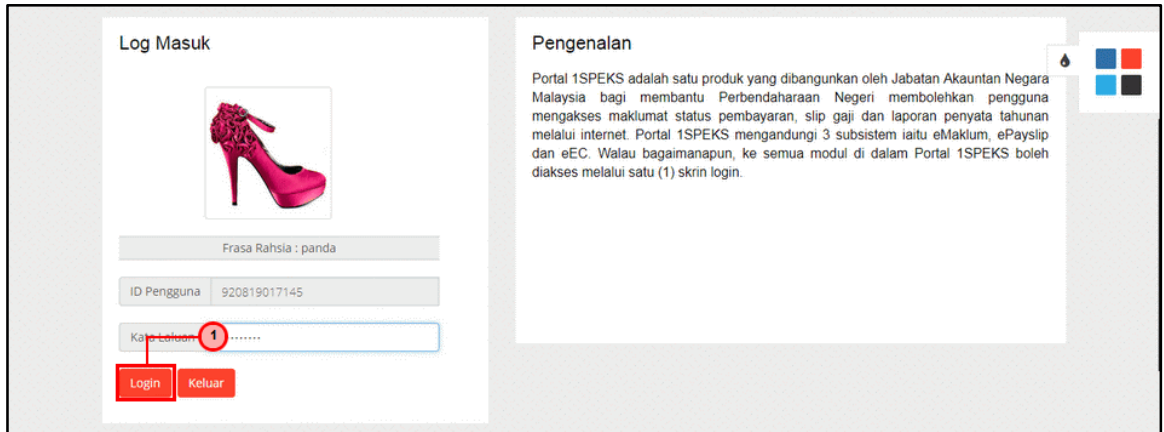 Log Masuk
Frasa Rahsia : panda
ID Pengguna 920819017145
Kata Laluan 1 .......
Login Keluar
Pengenalan
Portal 1SPEKS adalah satu produk yang dibangunkan oleh Jabatan Akauntan Negara
Malaysia bagi membantu Perbendaharaan Negeri membolehkan pengguna
mengakses maklumat status pembayaran, slip gaji dan laporan penyata tahunan
melalui internet. Portal 1SPEKS mengandungi 3 subsistem iaitu eMaklum, ePayslip
dan eEC. Walau bagaimanapun, ke semua modul di dalam Portal 1SPEKS boleh
diakses melalui satu (1) skrin login.